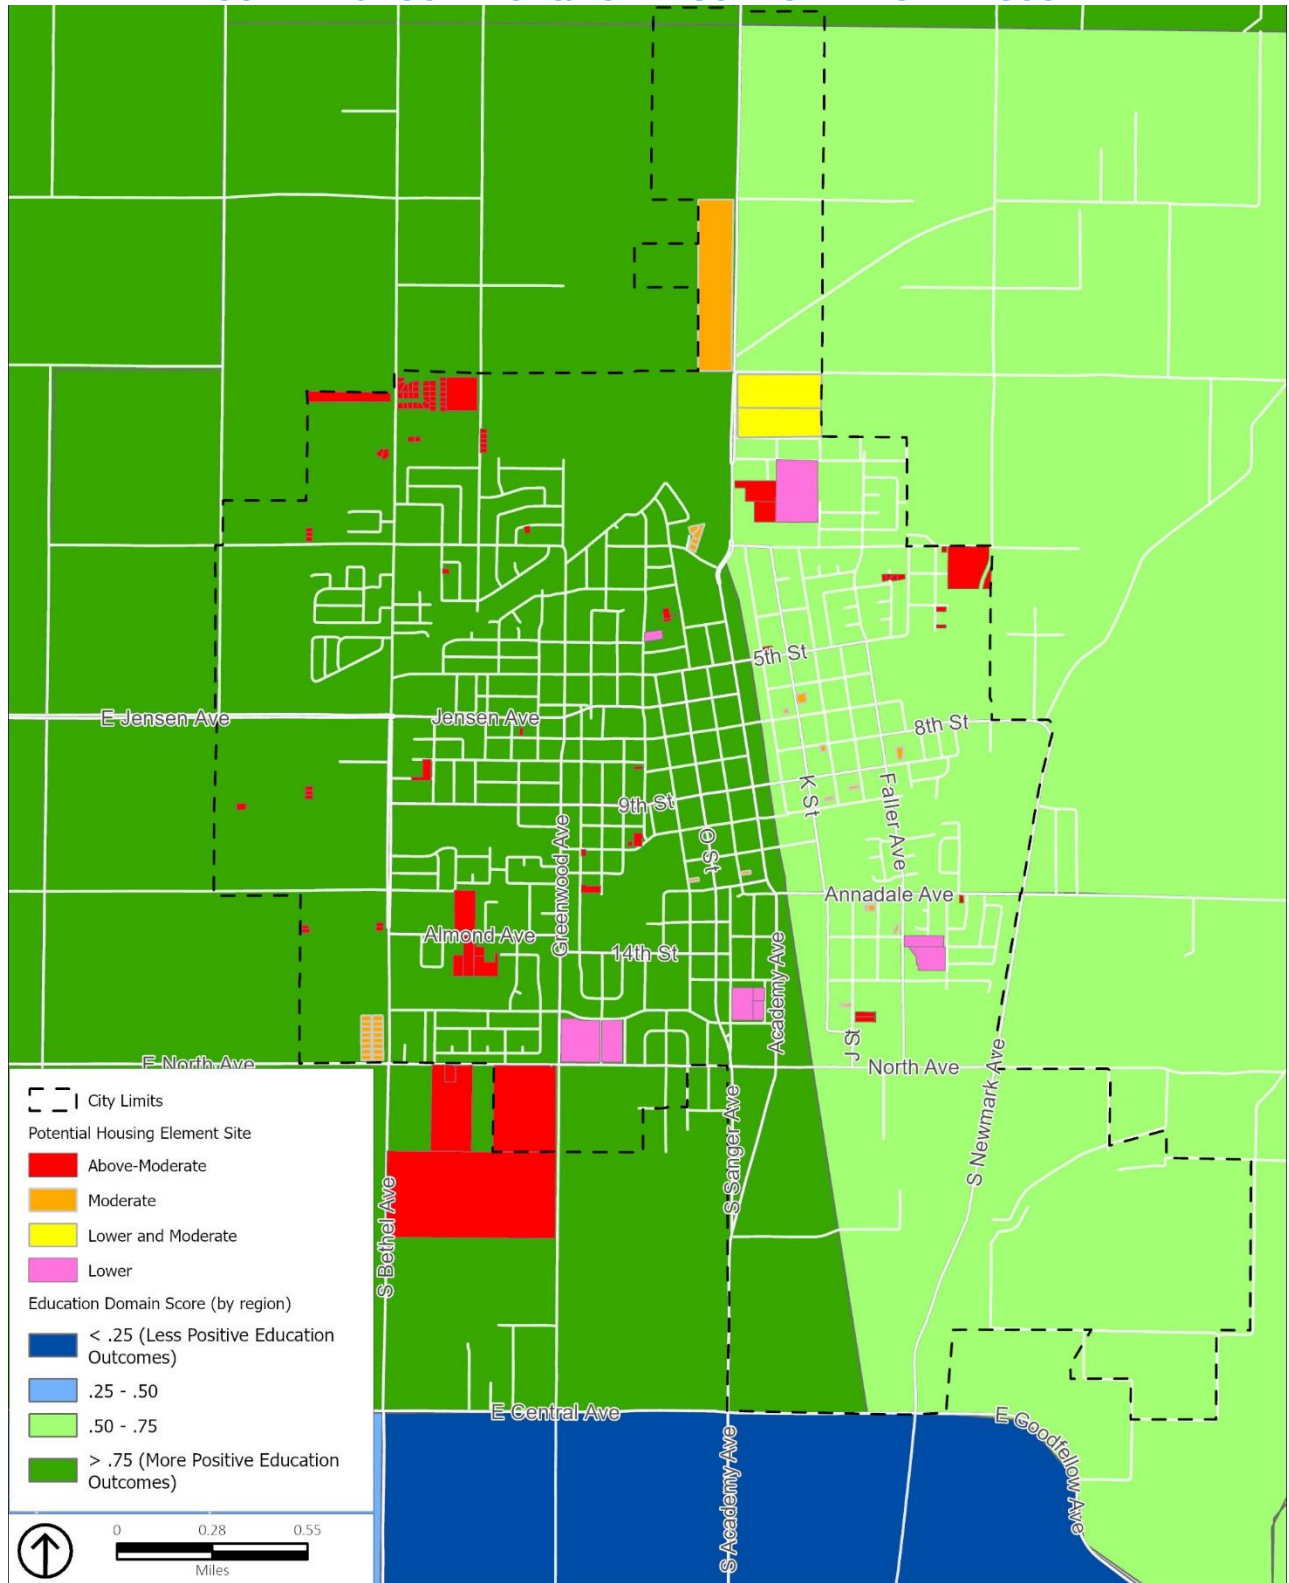 5th St
E Jensen Ave
Jensen Ave
8th St
K St
Faller Ave
9th St
O St
Greenwood Ave
Annadale Ave
Almond Ave
14th St
Academy Ave
J St
E North Ave
North Ave
S Newmark Ave
S Sanger Ave
S Bethel Ave
E Central Ave
E Goodfellow Ave
S Academy Ave
City Limits
Potential Housing Element Site
Above-Moderate
Moderate
Lower and Moderate
Lower
Education Domain Score (by region)
< .25 (Less Positive Education
Outcomes)
.25 - .50
.50 - .75
> .75 (More Positive Education
Outcomes)
0 0.28 0.55
Miles